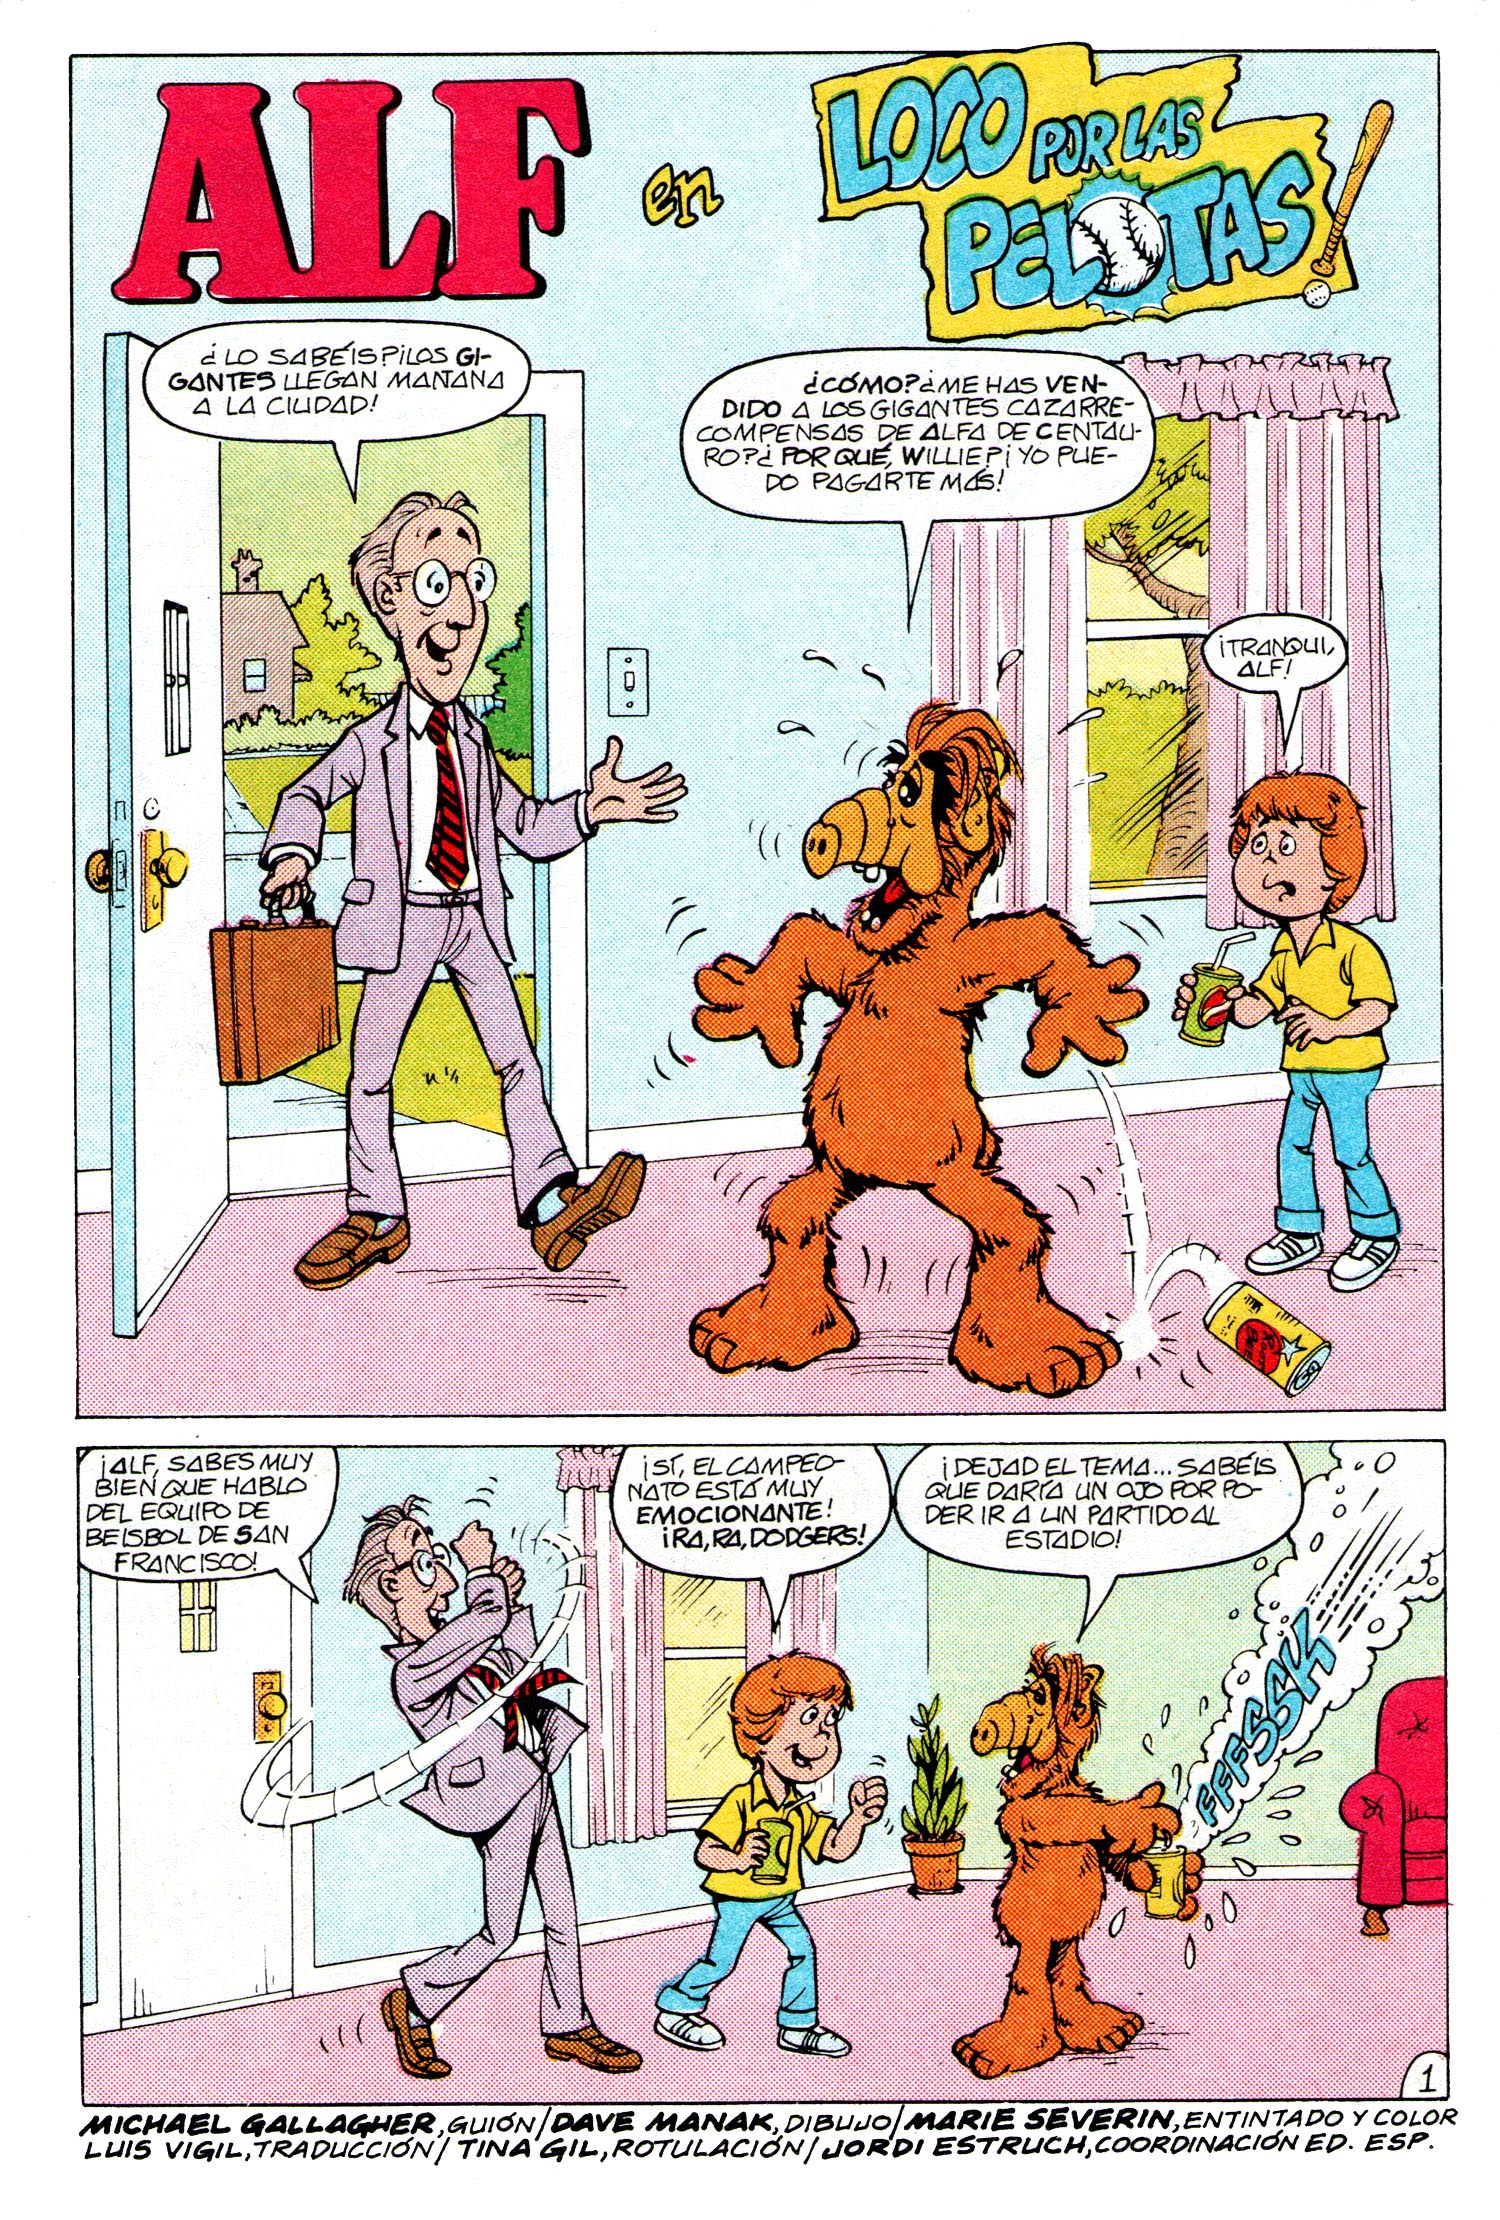 ALF
en
LOCO POR LAS
PELOTAS!
¿LO SABÉIS? ¡LOS GI-
GANTES LLEGAN MAÑANA
A LA CIUDAD!
¿CÓMO? ¿ME HAS VEN-
DIDO A LOS GIGANTES CAZARRE-
COMPENSAS DE ALFA DE CENTAU-
RO? ¿POR QUÉ, WILLIE? ¡YO PUE-
DO PAGARTE MÁS!
¡TRANQUI,
ALF!
¡ALF, SABES MUY
BIEN QUE HABLO
DEL EQUIPO DE
BEISBOL DE SAN
FRANCISCO!
¡SÍ, EL CAMPEO-
NATO ESTÁ MUY
EMOCIONANTE!
¡RA, RA, DODGERS!
¡DEJAD EL TEMA... SABÉIS
QUE DARÍA UN OJO POR PO-
DER IR A UN PARTIDO AL
ESTADIO!
FFFSSSK
1
MICHAEL GALLAGHER, GUIÓN/DAVE MANAK, DIBUJO/MARIE SEVERIN, ENTINTADO Y COLOR
LUIS VIGIL, TRADUCCIÓN/TINA GIL, ROTULACIÓN/JORDI ESTRUCH, COORDINACIÓN ED. ESP.